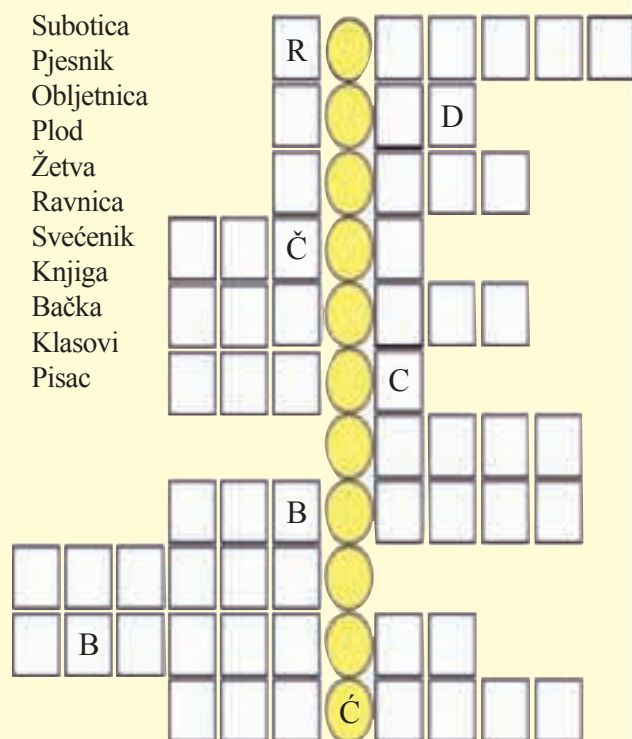 Subotica
Pjesnik
Obljetnica
Plod
Žetva
Ravnica
Svećenik
Knjiga
Bačka
Klasovi
Pisac
R
D
Č
C
B
B
Ć